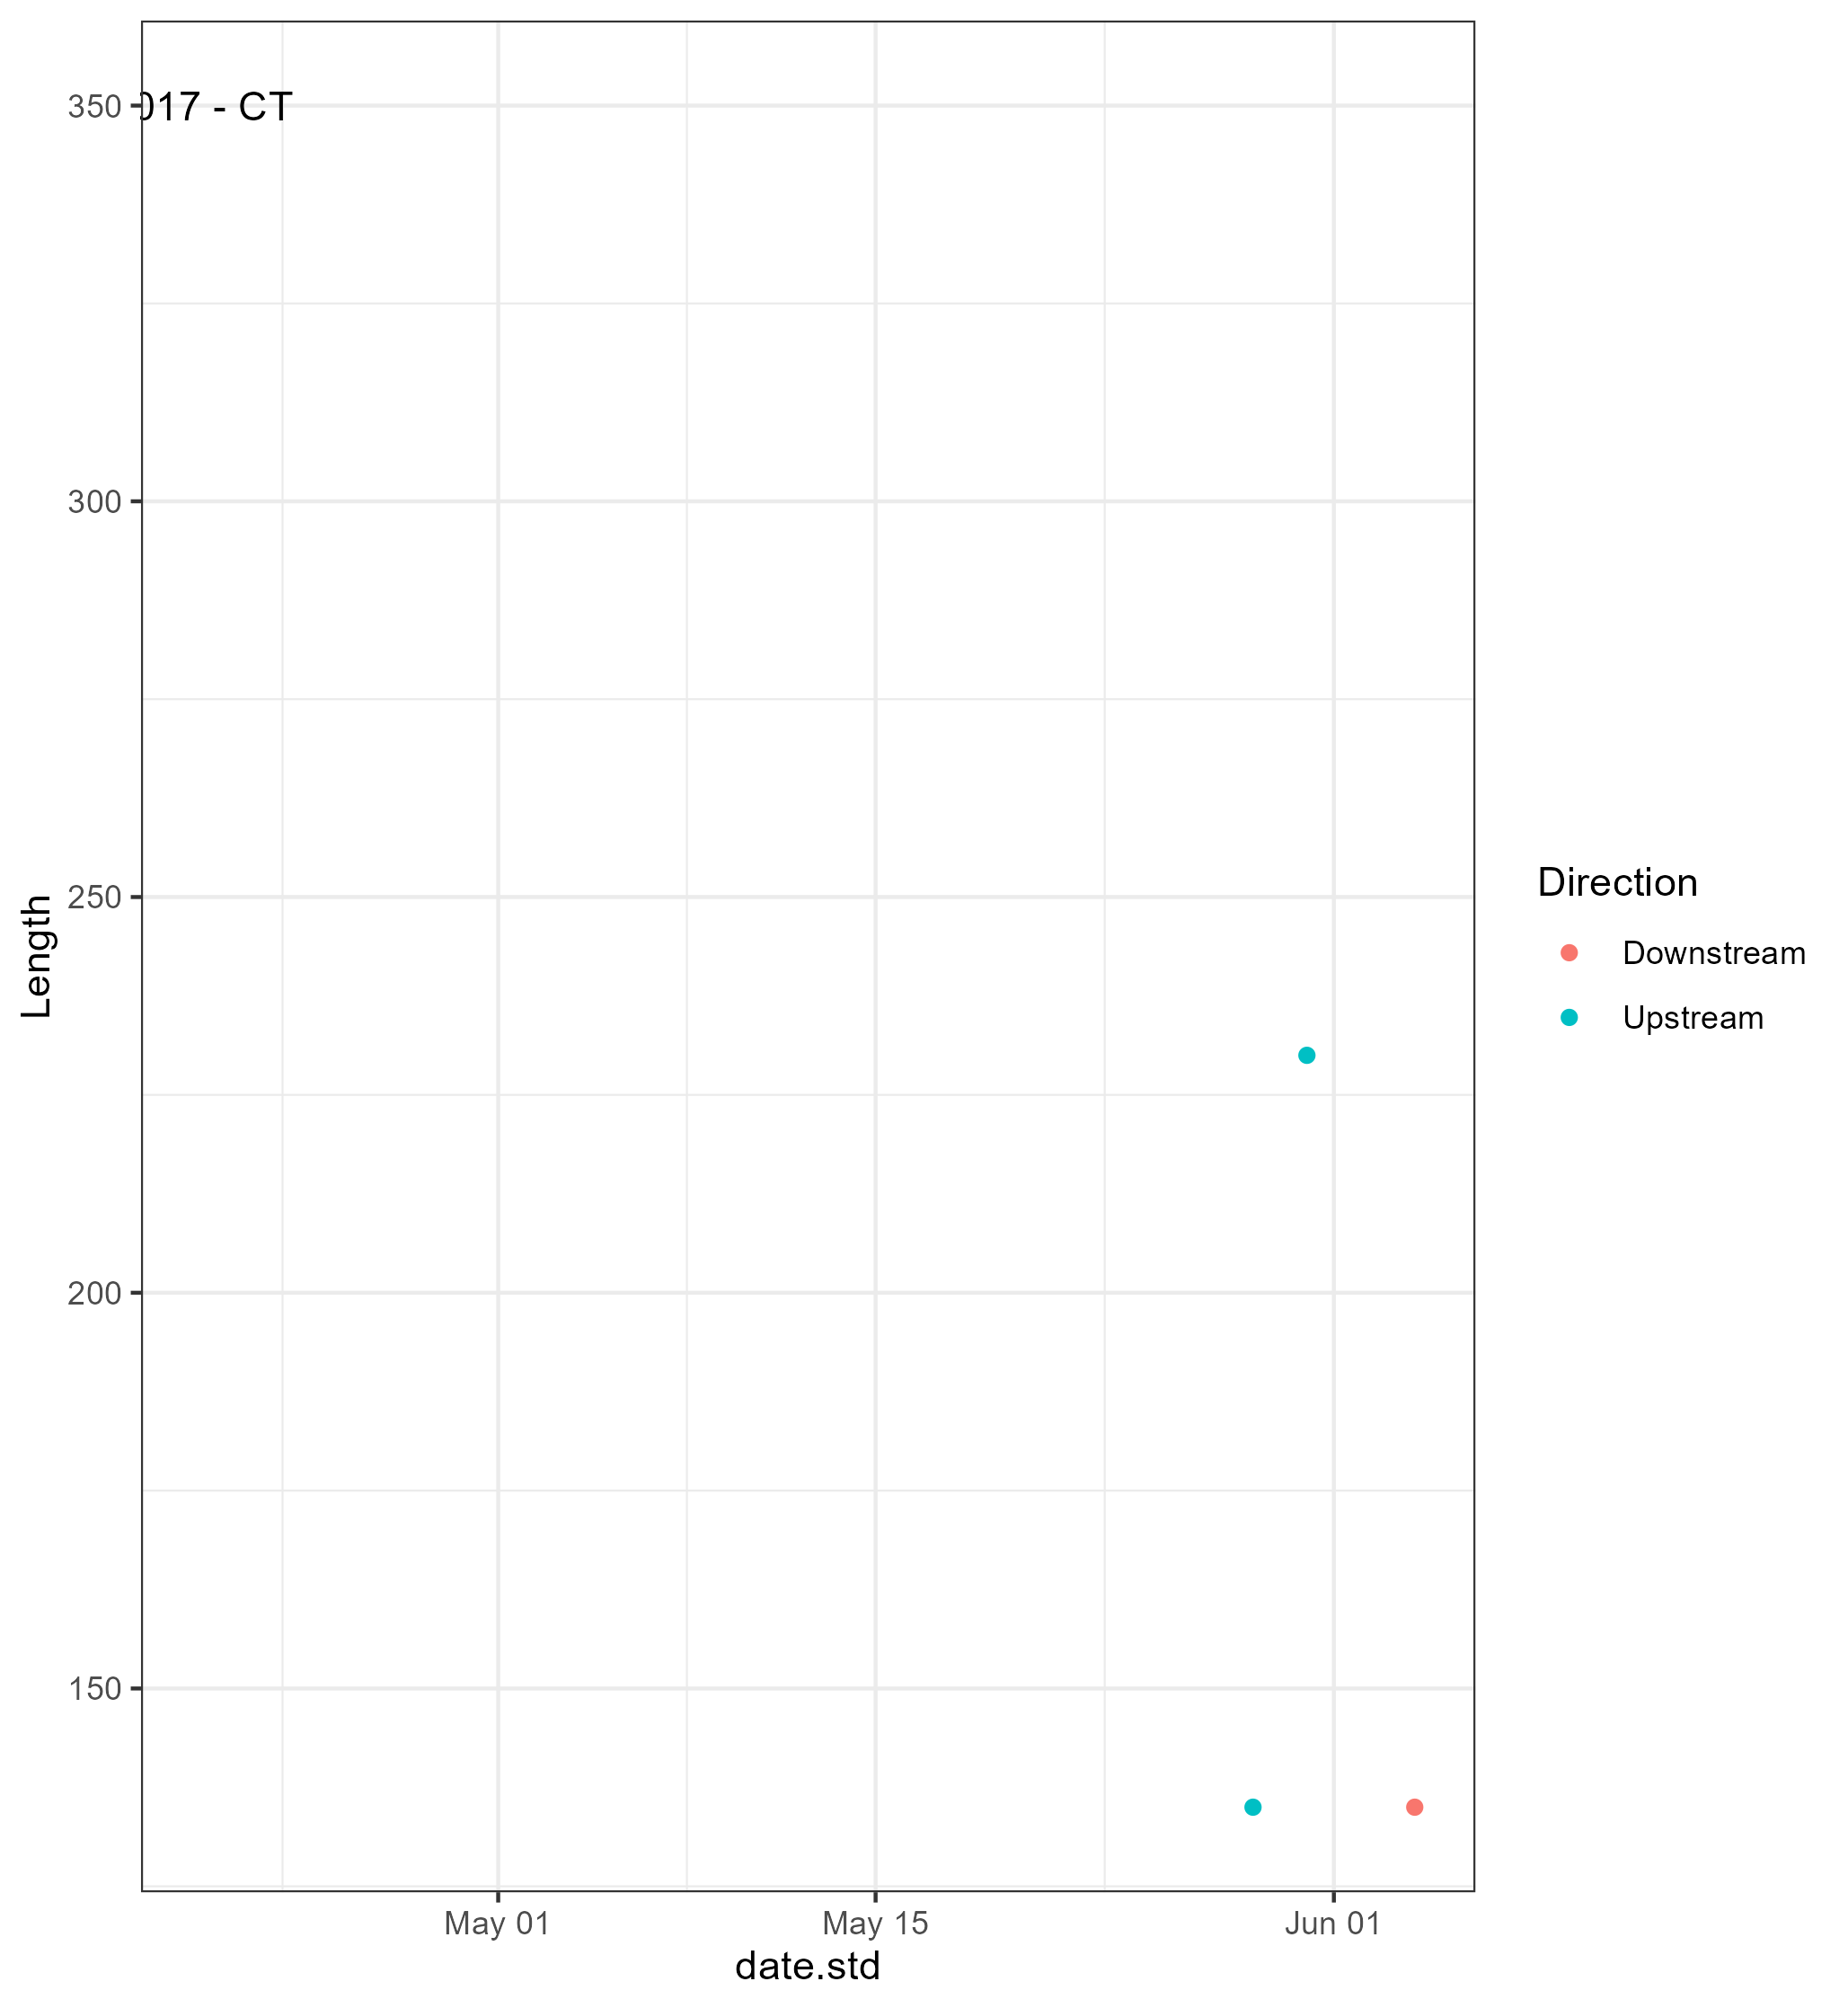 017 - CT
350
300
250
200
150
Length
May 01
May 15
Jun 01
date.std
Direction
Downstream
Upstream